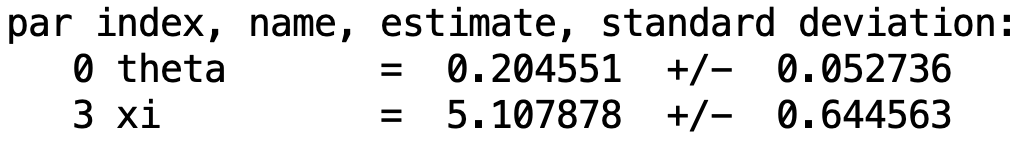 par index, name, estimate, standard deviation:
   0 theta        =  0.204551  +/-  0.052736
   3 xi           =  5.107878  +/-  0.644563